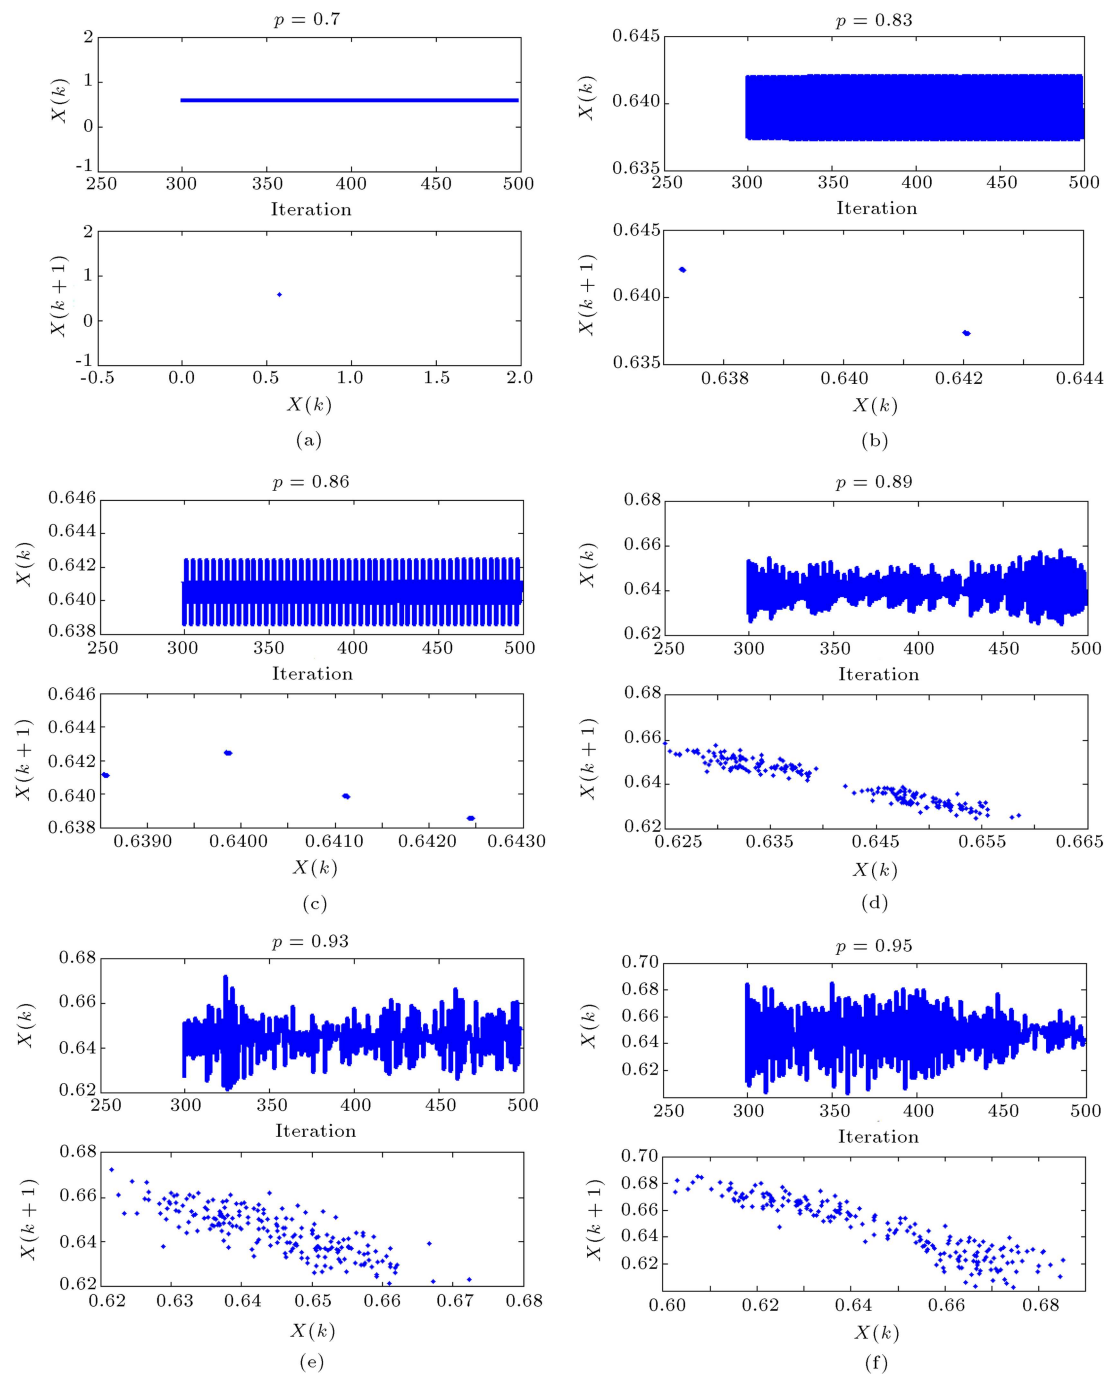 p = 0.7
2
1
0
-1
X(k)
250 300 350 400 450 500
Iteration
2
1
0
-1
X(k + 1)
-0.5 0.0 0.5 1.0 1.5 2.0
X(k)
(a)
p = 0.83
0.645
0.640
0.635
X(k)
250 300 350 400 450 500
Iteration
0.645
0.640
0.635
X(k + 1)
0.638 0.640 0.642 0.644
X(k)
(b)
p = 0.86
0.646
0.644
0.642
0.640
0.638
X(k)
250 300 350 400 450 500
Iteration
0.646
0.644
0.642
0.640
0.638
X(k + 1)
0.6390 0.6400 0.6410 0.6420 0.6430
X(k)
(c)
p = 0.89
0.68
0.66
0.64
0.62
X(k)
250 300 350 400 450 500
Iteration
0.68
0.66
0.64
0.62
X(k + 1)
0.625 0.635 0.645 0.655 0.665
X(k)
(d)
p = 0.93
0.68
0.66
0.64
0.62
X(k)
250 300 350 400 450 500
Iteration
0.68
0.66
0.64
0.62
X(k + 1)
0.62 0.63 0.64 0.65 0.66 0.67 0.68
X(k)
(e)
p = 0.95
0.70
0.68
0.66
0.64
0.62
X(k)
250 300 350 400 450 500
Iteration
0.70
0.68
0.66
0.64
0.62
X(k + 1)
0.60 0.62 0.64 0.66 0.68
X(k)
(f)